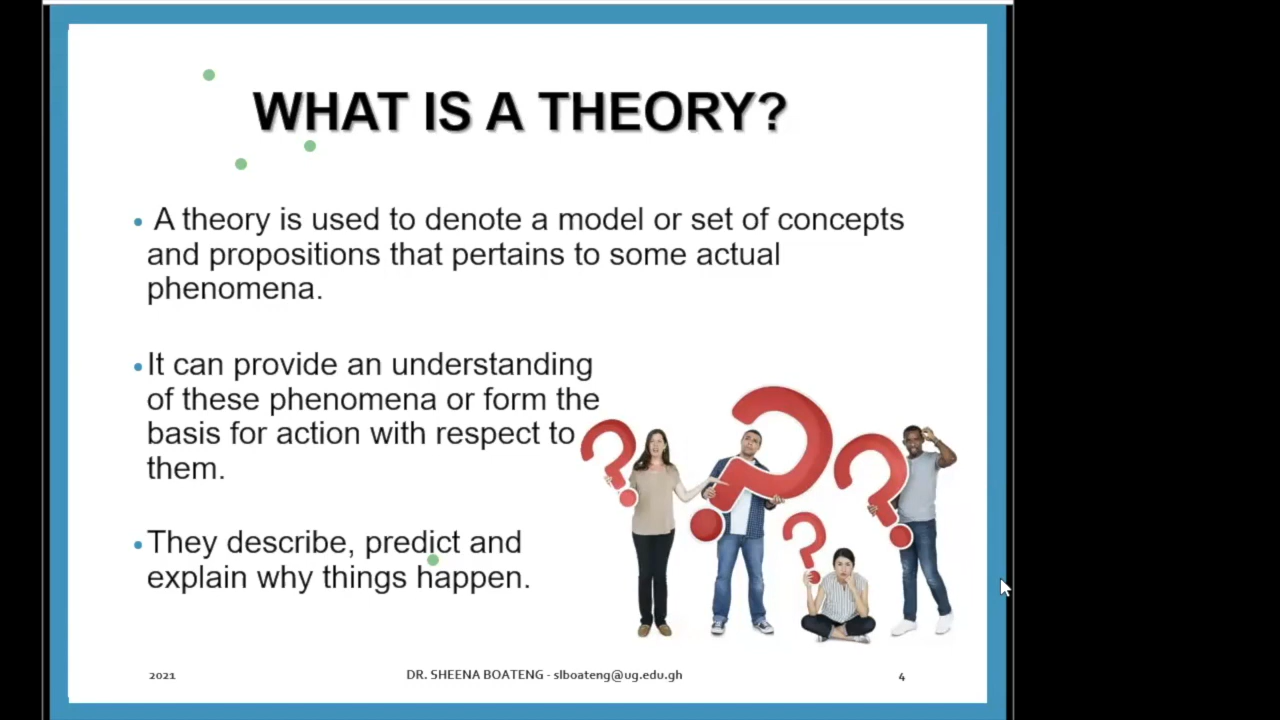 WHAT IS A THEORY?
• A theory is used to denote a model or set of concepts
and propositions that pertains to some actual
phenomena.
• It can provide an understanding
of these phenomena or form the
basis for action with respect to
them.
• They describe, predict and
explain why things happen.
2021 DR. SHEENA BOATENG - slboateng@ug.edu.gh 4